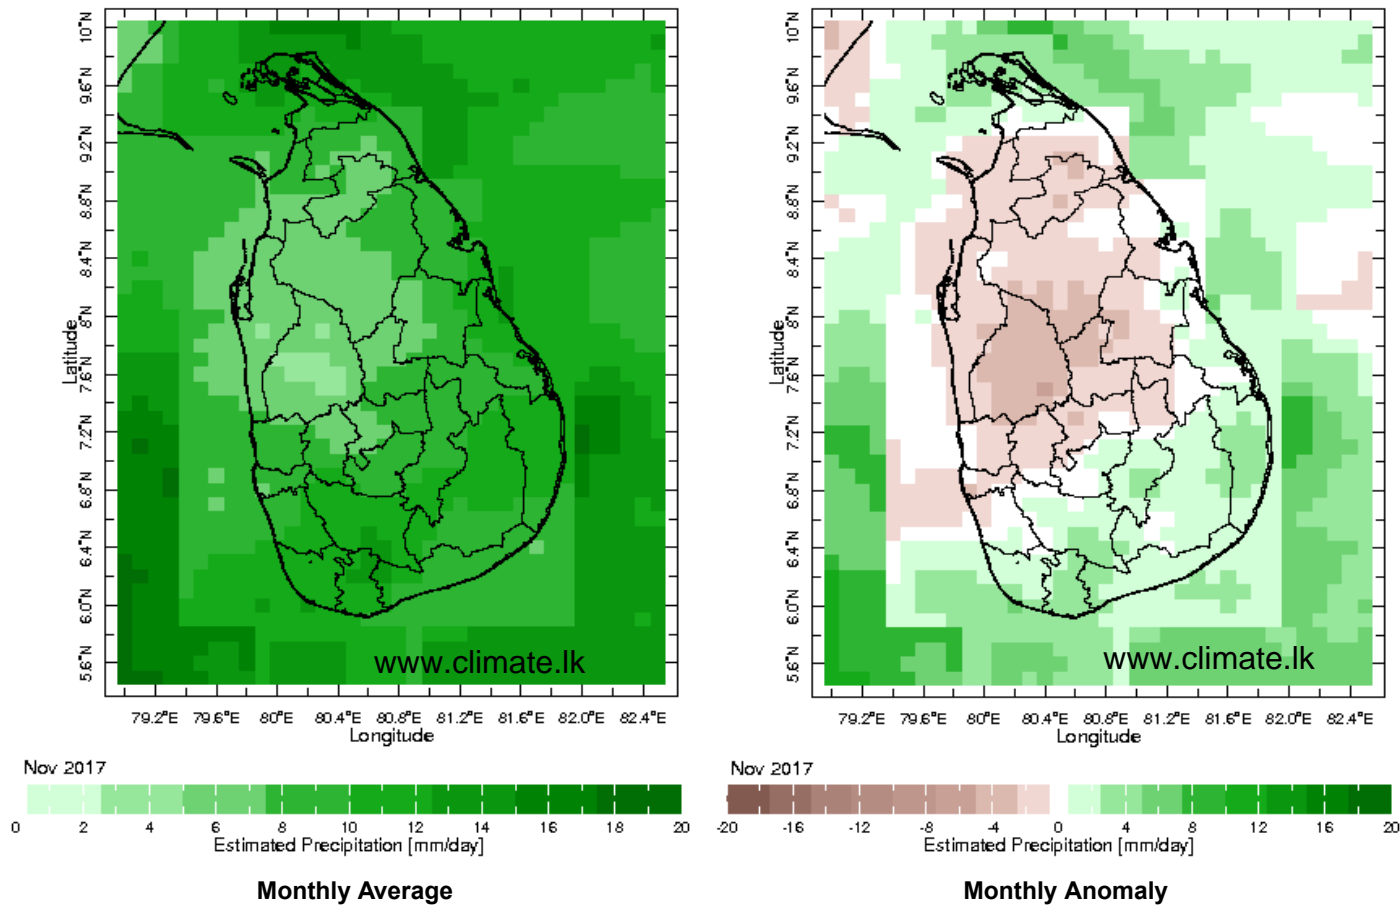 10°N
9.6°N
9.2°N
8.8°N
8.4°N
8°N
7.6°N
7.2°N
6.8°N
6.4°N
6.0°N
5.6°N
Latitude
www.climate.lk
79.2°E 79.6°E 80°E 80.4°E 80.8°E 81.2°E 81.6°E 82.0°E 82.4°E
Longitude
Nov 2017
0 2 4 6 8 10 12 14 16 18 20
Estimated Precipitation [mm/day]
Monthly Average
10°N
9.6°N
9.2°N
8.8°N
8.4°N
8°N
7.6°N
7.2°N
6.8°N
6.4°N
6.0°N
5.6°N
Latitude
www.climate.lk
79.2°E 79.6°E 80°E 80.4°E 80.8°E 81.2°E 81.6°E 82.0°E 82.4°E
Longitude
Nov 2017
-20 -16 -12 -8 -4 0 4 8 12 16 20
Estimated Precipitation [mm/day]
Monthly Anomaly